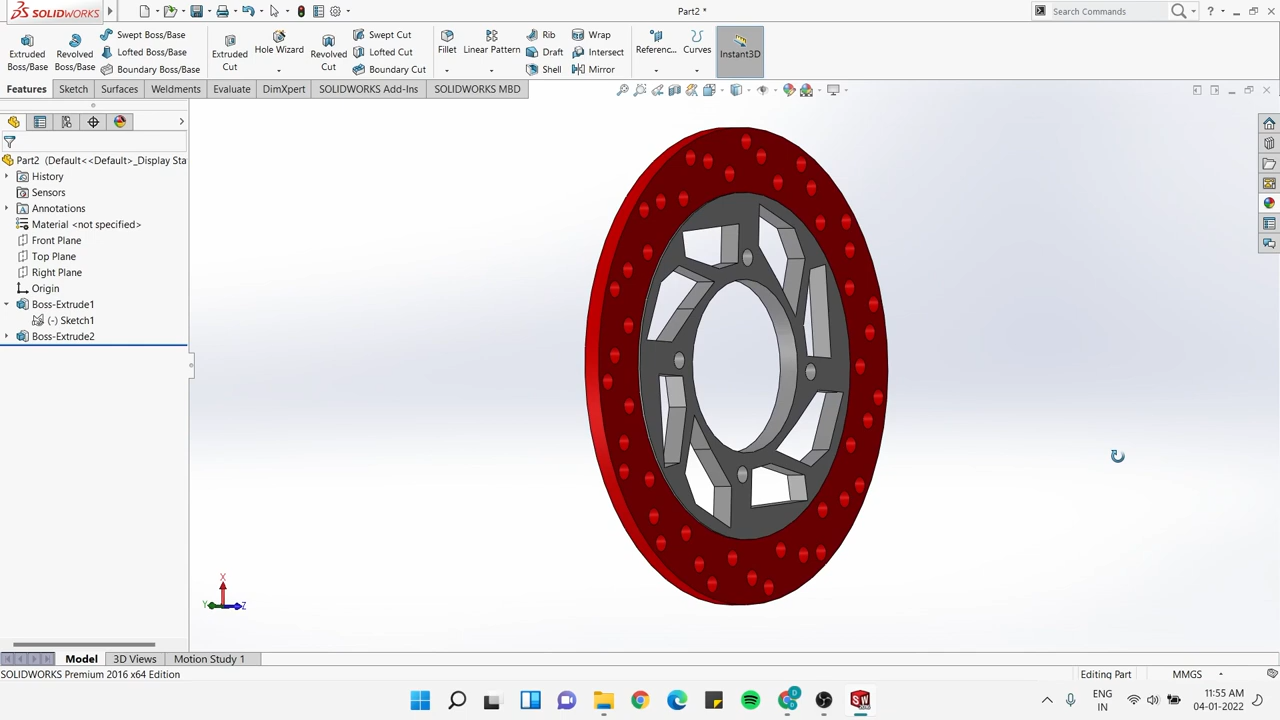 SOLIDWORKS
Part2 *
Search Commands
?
Extruded Boss/Base
Revolved Boss/Base
Swept Boss/Base
Lofted Boss/Base
Boundary Boss/Base
Extruded Cut
Hole Wizard
Revolved Cut
Swept Cut
Lofted Cut
Boundary Cut
Fillet
Linear Pattern
Rib
Draft
Shell
Wrap
Intersect
Mirror
Referenc...
Curves
Instant3D
Features
Sketch
Surfaces
Weldments
Evaluate
DimXpert
SOLIDWORKS Add-Ins
SOLIDWORKS MBD
Part2 (Default<<Default>_Display Sta
History
Sensors
Annotations
Material <not specified>
Front Plane
Top Plane
Right Plane
Origin
Boss-Extrude1
(-) Sketch1
Boss-Extrude2
X
Y
Z
Model
3D Views
Motion Study 1
SOLIDWORKS Premium 2016 x64 Edition
Editing Part
MMGS
ENG
IN
11:55 AM
04-01-2022